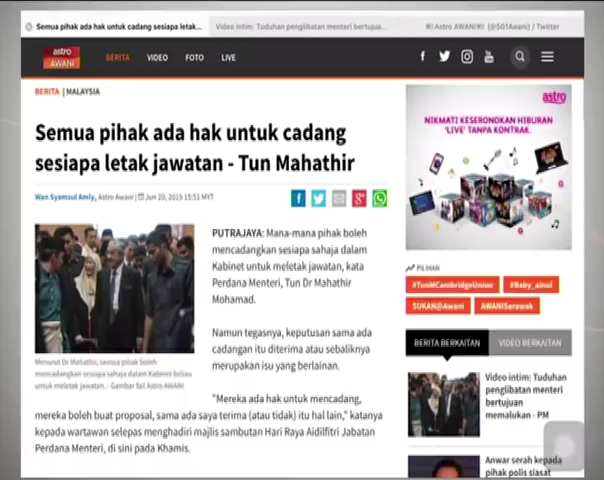 Semua pihak ada hak untuk cadang sesiapa letak jawatan...
Video intim: Tuduhan penglibatan menteri bertujua...
Astro AWANI (@501Awani) / Twitter
astro
AWANI
BERITA
VIDEO
FOTO
LIVE
BERITA | MALAYSIA
Semua pihak ada hak untuk cadang
sesiapa letak jawatan - Tun Mahathir
Wan Syamsul Amly, Astro Awani | Jun 20, 2019 15:51 MYT
PUTRAJAYA: Mana-mana pihak boleh
mencadangkan sesiapa sahaja dalam
Kabinet untuk meletak jawatan, kata
Perdana Menteri, Tun Dr Mahathir
Mohamad.
Namun tegasnya, keputusan sama ada
cadangan itu diterima atau sebaliknya
merupakan isu yang berlainan.
Menurut Dr Mahathir, semua pihak boleh
mencadangkan sesiapa sahaja dalam Kabinet beliau
untuk meletak jawatan. - Gambar fail Astro AWANI
"Mereka ada hak untuk mencadang,
mereka boleh buat proposal, sama ada saya terima (atau tidak) itu hal lain," katanya
kepada wartawan selepas menghadiri majlis sambutan Hari Raya Aidilfitri Jabatan
Perdana Menteri, di sini pada Khamis.
astro
NIKMATI KESERONOKAN HIBURAN
'LIVE' TANPA KONTRAK.
PILIHAN
#TunMCambridgeUnion
#Baby_ainul
SUKAN@Awani
AWANISarawak
BERITA BERKAITAN
VIDEO BERKAITAN
Video intim: Tuduhan
penglibatan menteri
bertujuan
memalukan - PM
Anwar serah kepada
pihak polis siasat